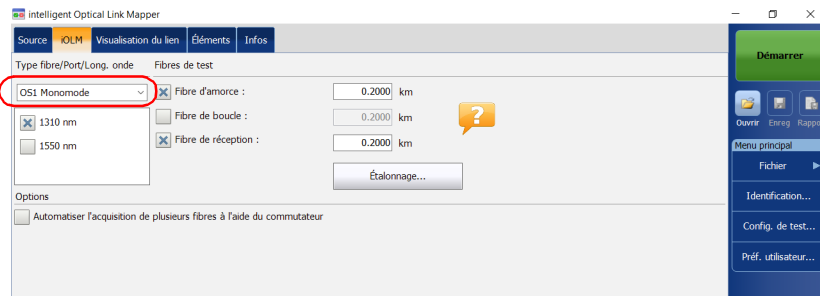 intelligent Optical Link Mapper
Source iOLM Visualisation du lien Éléments Infos
Type fibre/Port/Long. onde Fibres de test
OS1 Monomode Fibre d'amorce : 0.2000 km
1310 nm Fibre de boucle : 0.2000 km
1550 nm Fibre de réception : 0.2000 km
Étalonnage...
Options
Automatiser l'acquisition de plusieurs fibres à l'aide du commutateur
Démarrer
Ouvrir Enreg Rappo
Menu principal
Fichier
Identification...
Config. de test...
Préf. utilisateur...